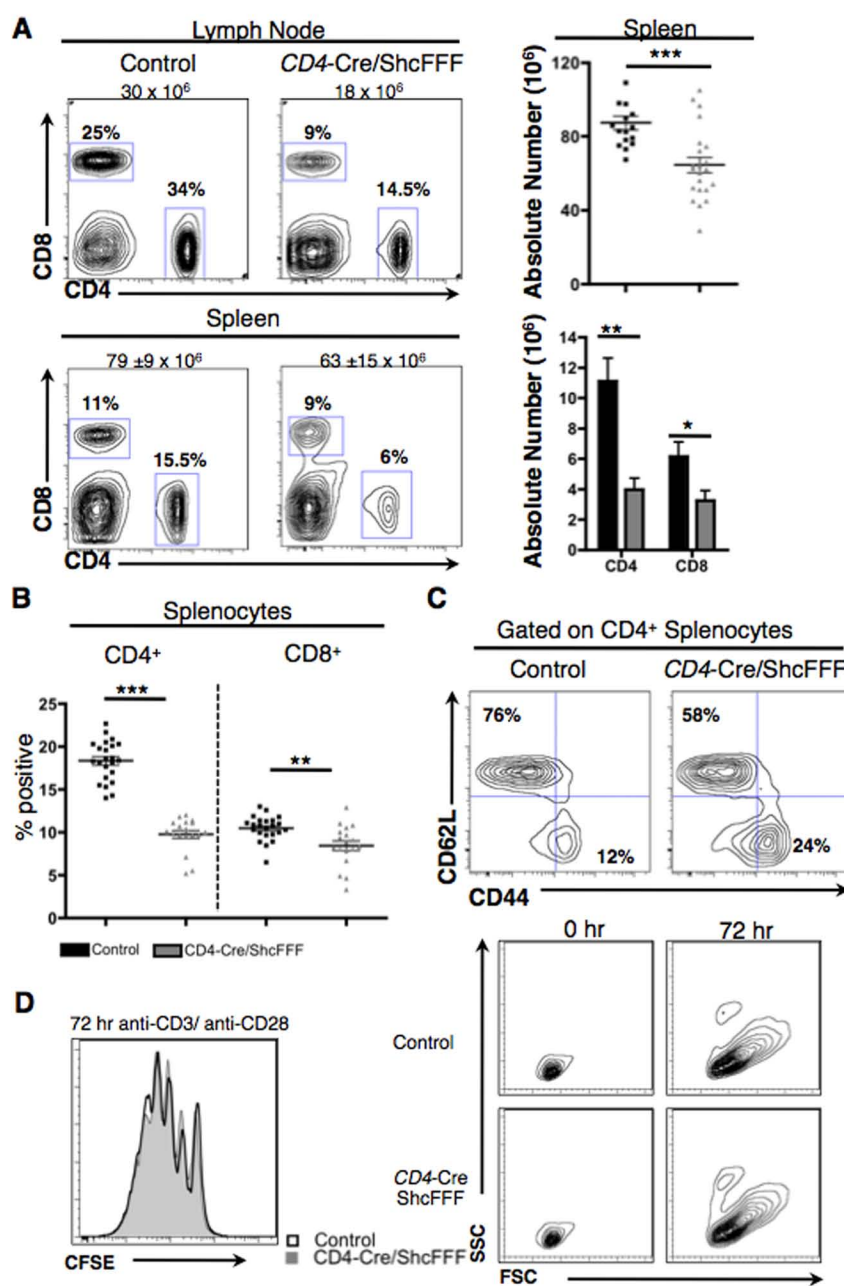 A
Lymph Node
Control
CD4-Cre/ShcFFF
30 x 10⁶
18 x 10⁶
25%
34%
9%
14.5%
CD8
CD4
Spleen
79 ±9 x 10⁶
63 ±15 x 10⁶
11%
15.5%
9%
6%
CD8
CD4
Spleen
***
Absolute Number (10⁶)
120
80
40
0
Absolute Number (10⁶)
14
12
10
8
6
4
2
0
**
*
CD4
CD8
B
Splenocytes
CD4⁺
CD8⁺
***
**
% positive
25
20
15
10
5
0
Control
CD4-Cre/ShcFFF
C
Gated on CD4⁺ Splenocytes
Control
CD4-Cre/ShcFFF
76%
12%
58%
24%
CD62L
CD44
D
72 hr anti-CD3/ anti-CD28
CFSE
Control
CD4-Cre/ShcFFF
0 hr
72 hr
Control
CD4-Cre
ShcFFF
SSC
FSC